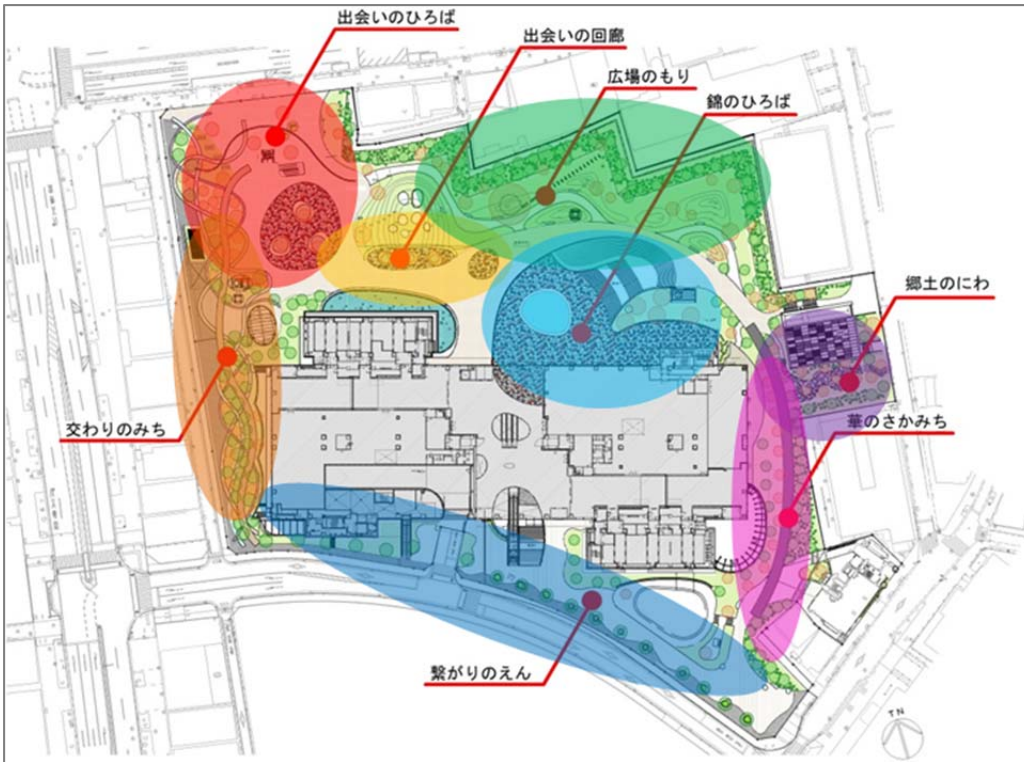 出会いのひろば
出会いの回廊
広場のもり
錦のひろば
郷土のにわ
華のさかみち
交わりのみち
繋がりのえん
TN